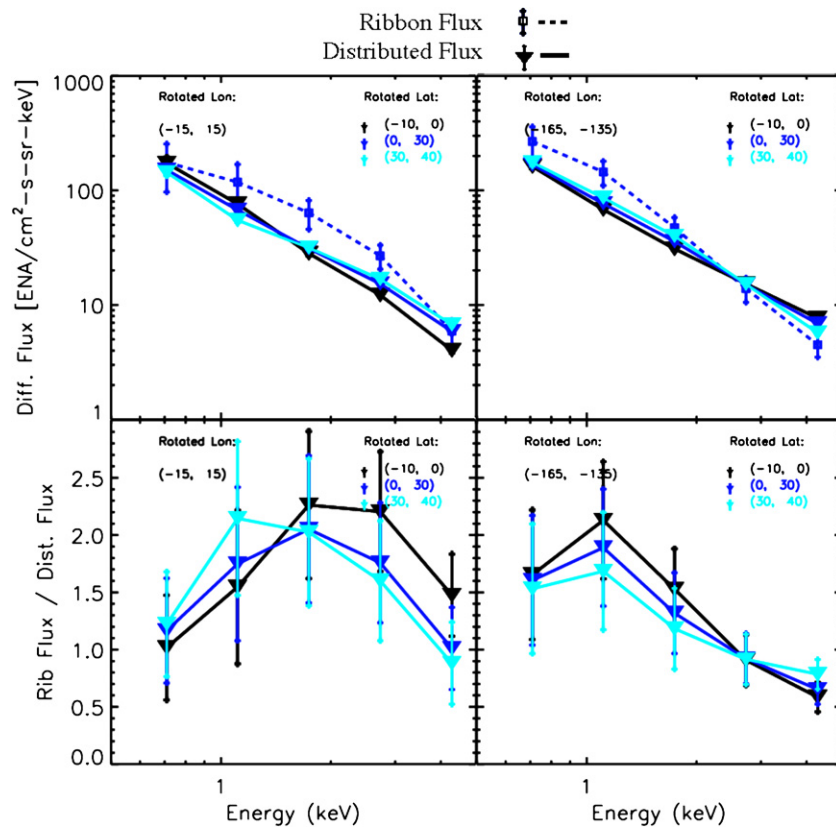 Ribbon Flux
Distributed Flux
Diff. Flux [ENA/cm²-s-sr-keV]
1000
100
10
1
Rotated Lon:
(-15, 15)
Rotated Lat:
(-10, 0)
(0, 30)
(30, 40)
Rotated Lon:
(-165, -135)
Rotated Lat:
(-10, 0)
(0, 30)
(30, 40)
Rib Flux / Dist. Flux
2.5
2.0
1.5
1.0
0.5
0.0
Rotated Lon:
(-15, 15)
Rotated Lat:
(-10, 0)
(0, 30)
(30, 40)
Rotated Lon:
(-165, -135)
Rotated Lat:
(-10, 0)
(0, 30)
(30, 40)
1
1
Energy (keV)
Energy (keV)